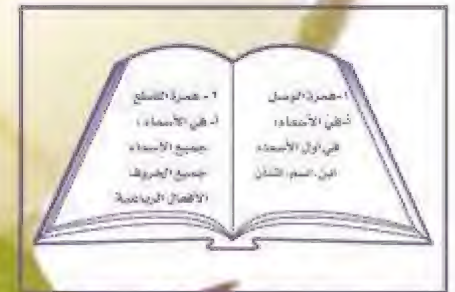 ١- همزة الوصل
أ- في الأسماء:
في أول الأسماء
ابن، اسم، اثنان
٢- همزة القطع
أ- في الأسماء:
جميع الأسماء
جميع الحروف
الأفعال الرباعية